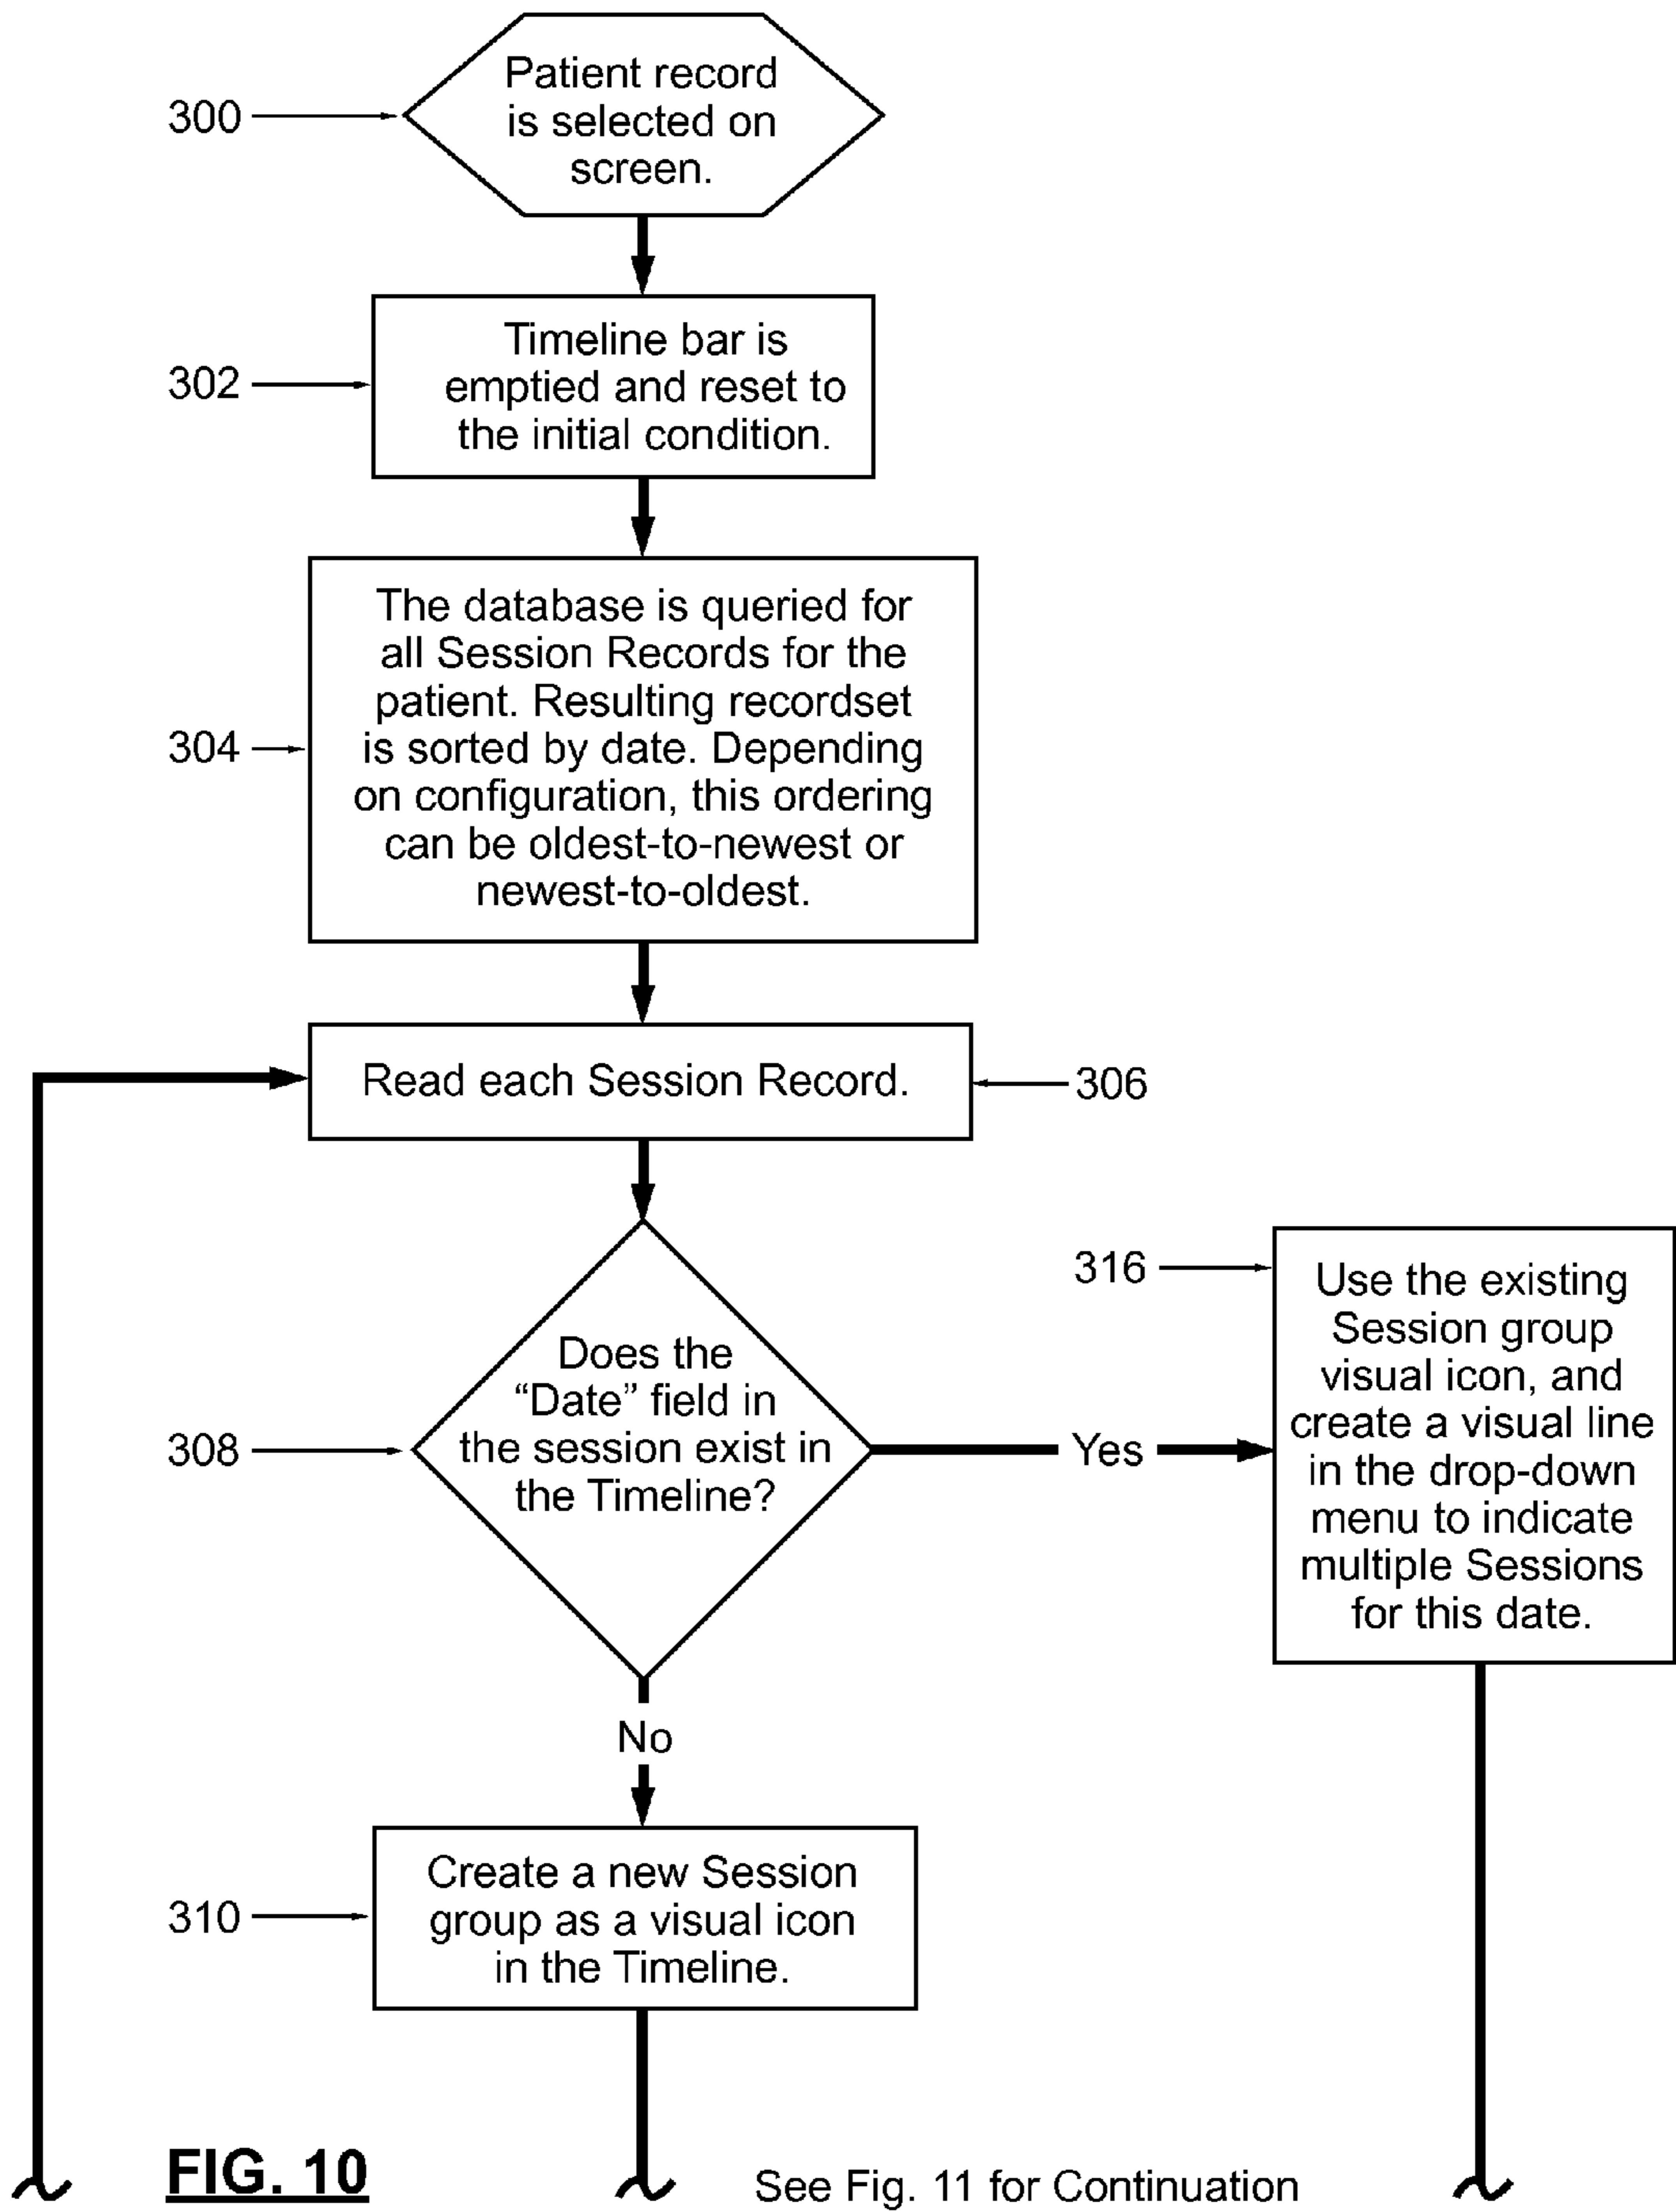 Patient record
is selected on
screen.
300
Timeline bar is
emptied and reset to
the initial condition.
302
The database is queried for
all Session Records for the
patient. Resulting recordset
is sorted by date. Depending
on configuration, this ordering
can be oldest-to-newest or
newest-to-oldest.
304
Read each Session Record.
306
Does the
“Date” field in
the session exist in
the Timeline?
308
Yes
316
Use the existing
Session group
visual icon, and
create a visual line
in the drop-down
menu to indicate
multiple Sessions
for this date.
No
Create a new Session
group as a visual icon
in the Timeline.
310
FIG. 10
See Fig. 11 for Continuation